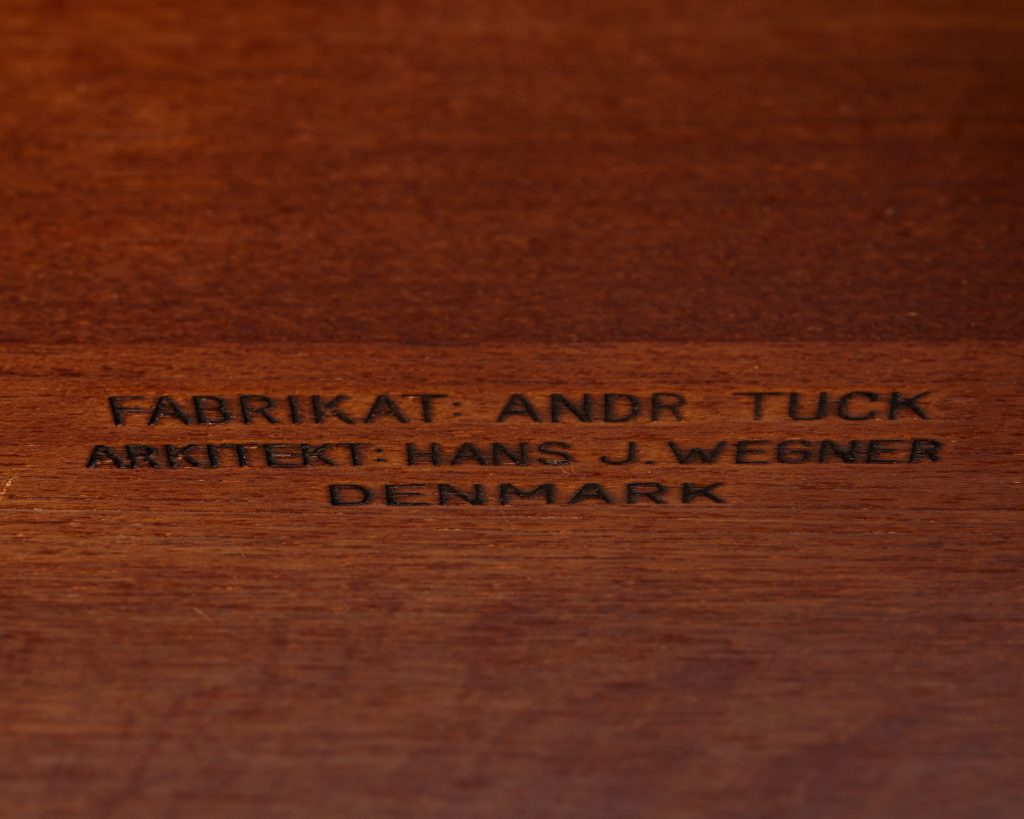 FABRIKAT: ANDR TUCK
ARKITEKT: HANS J. WEGNER
DENMARK